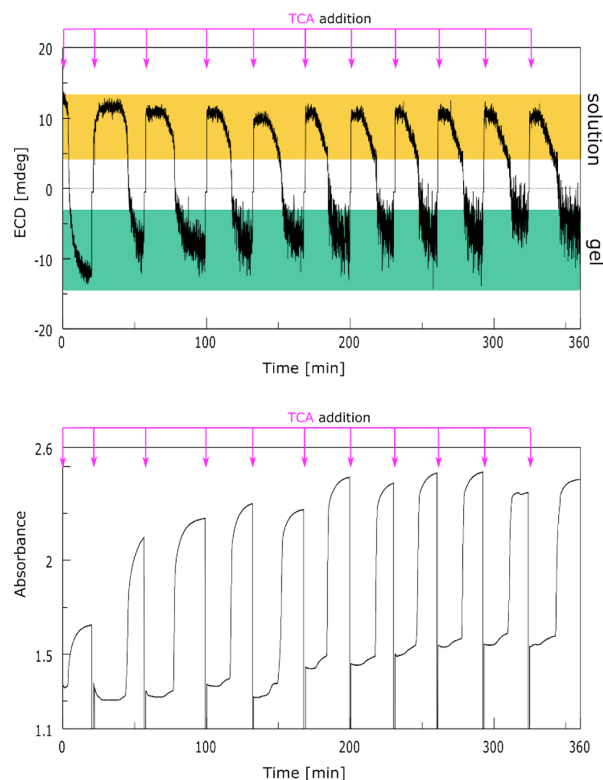 TCA addition
20
10
0
-10
-20
ECD [mdeg]
solution
gel
0
100
200
300
360
Time [min]
TCA addition
2.6
2
1.5
1.1
Absorbance
0
100
200
300
360
Time [min]